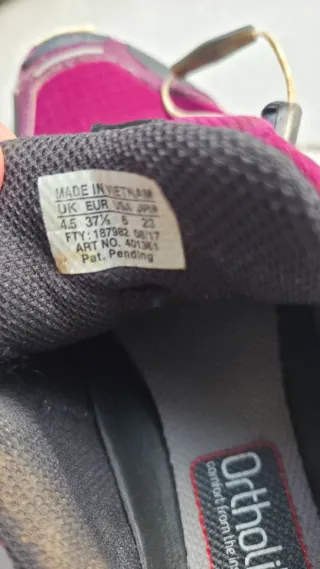 MADE IN VIETNAM
UK EUR USA JAPAN
4.5 37½ 6 23
FTY: 187982 08/17
ART NO. 401361
Pat. Pending
Ortholi
comfort from the in